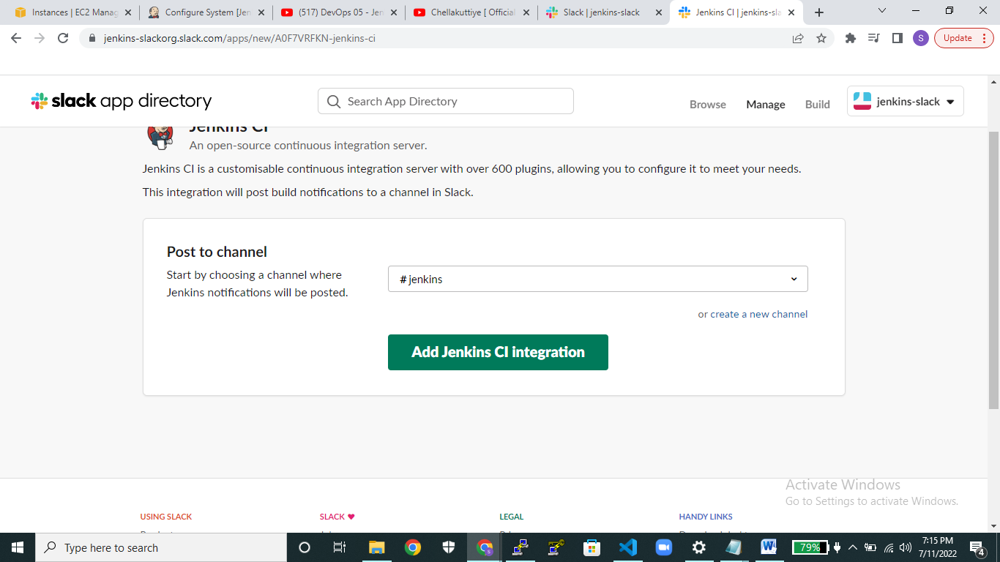 Instances | EC2 Manag
Configure System [Jen
(517) DevOps 05 - Jen
Chellakuttiye [ Official
Slack | jenkins-slack
Jenkins CI | jenkins-sla
jenkins-slackorg.slack.com/apps/new/A0F7VRFKN-jenkins-ci
S
Update
slack app directory
Search App Directory
Browse
Manage
Build
jenkins-slack
Jenkins CI
An open-source continuous integration server.
Jenkins CI is a customisable continuous integration server with over 600 plugins, allowing you to configure it to meet your needs.
This integration will post build notifications to a channel in Slack.
Post to channel
Start by choosing a channel where
Jenkins notifications will be posted.
# jenkins
or create a new channel
Add Jenkins CI integration
Activate Windows
Go to Settings to activate Windows.
USING SLACK
SLACK
LEGAL
HANDY LINKS
Type here to search
79%
7:15 PM
7/11/2022
4